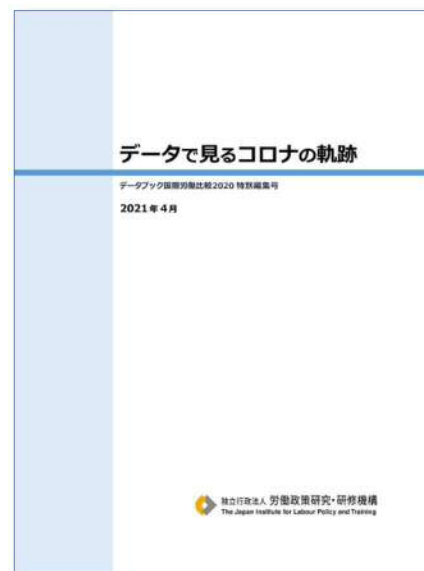 データで見るコロナの軌跡
データブック国際労働比較2020 特別編集号
2021年4月
独立行政法人 労働政策研究・研修機構
The Japan Institute for Labour Policy and Training